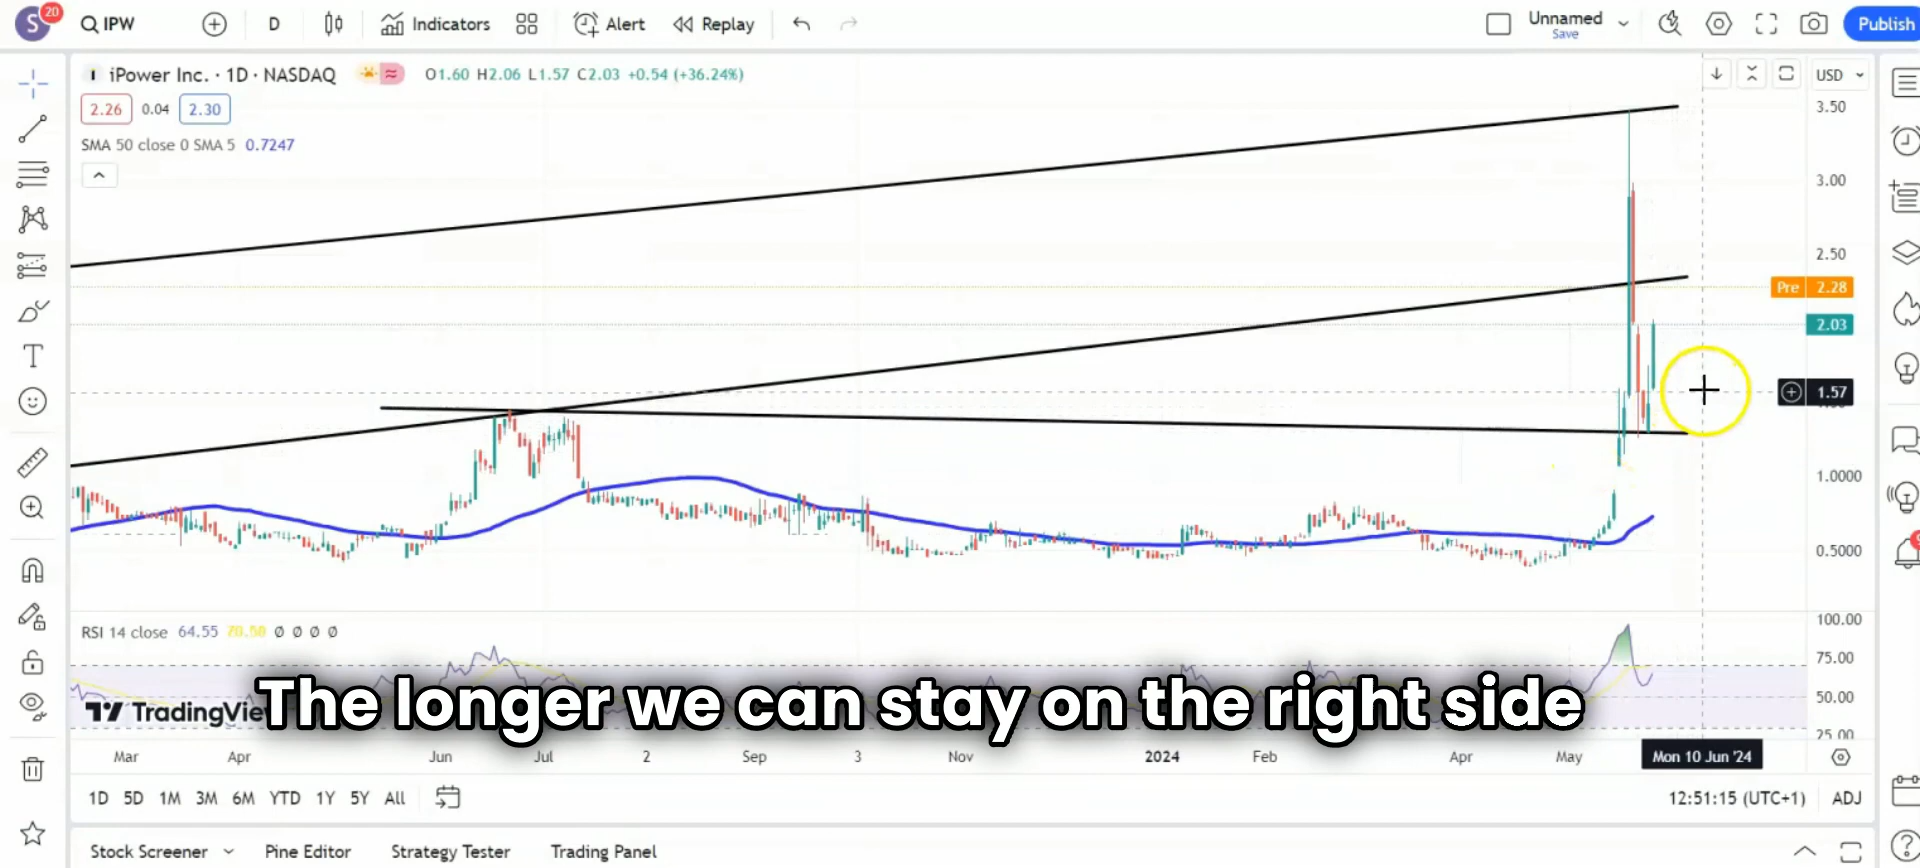 S 20 IPW D Indicators Alert Replay Unnamed Save Publish
iPower Inc. · 1D · NASDAQ O1.60 H2.06 L1.57 C2.03 +0.54 (+36.24%) USD
2.26 0.04 2.30
SMA 50 close 0 SMA 5 0.7247
3.50
3.00
2.50
Pre 2.28
2.03
1.57
1.0000
0.5000
RSI 14 close 64.55 70.50 Ø Ø Ø Ø
100.00
75.00
50.00
25.00
TradingVie
The longer we can stay on the right side
Mar Apr Jun Jul 2 Sep 3 Nov 2024 Feb Apr May Mon 10 Jun '24
1D 5D 1M 3M 6M YTD 1Y 5Y All 12:51:15 (UTC+1) ADJ
Stock Screener Pine Editor Strategy Tester Trading Panel